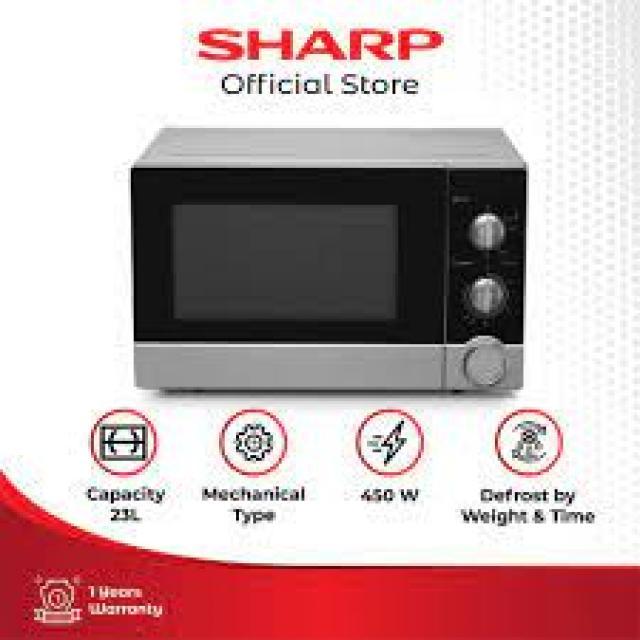 SHARP
Official Store
Capacity
23L
Mechanical
Type
450 W
Defrost by
Weight & Time
1 Years
Warranty